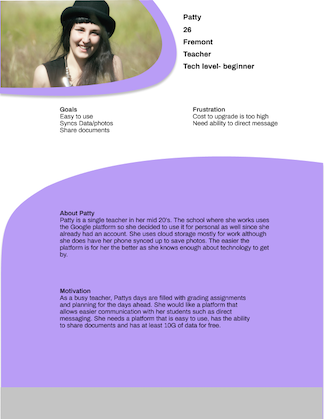 Patty
26
Fremont
Teacher
Tech level- beginner
Goals
Easy to use
Syncs Data/photos
Share documents
Frustration
Cost to upgrade is too high
Need ability to direct message
About Patty
Patty is a single teacher in her mid 20's. The school where she works uses
the Google platform so she decided to use it for personal as well since she
already had an account. She uses cloud storage mostly for work although
she does have her phone synced up to save photos. The easier the
platform is for her the better as she knows enough about technology to get
by.
Motivation
As a busy teacher, Pattys days are filled with grading assignments
and planning for the days ahead. She would like a platform that
allows easier communication with her students such as direct
messaging. She needs a platform that is easy to use, has the ability
to share documents and has at least 10G of data for free.